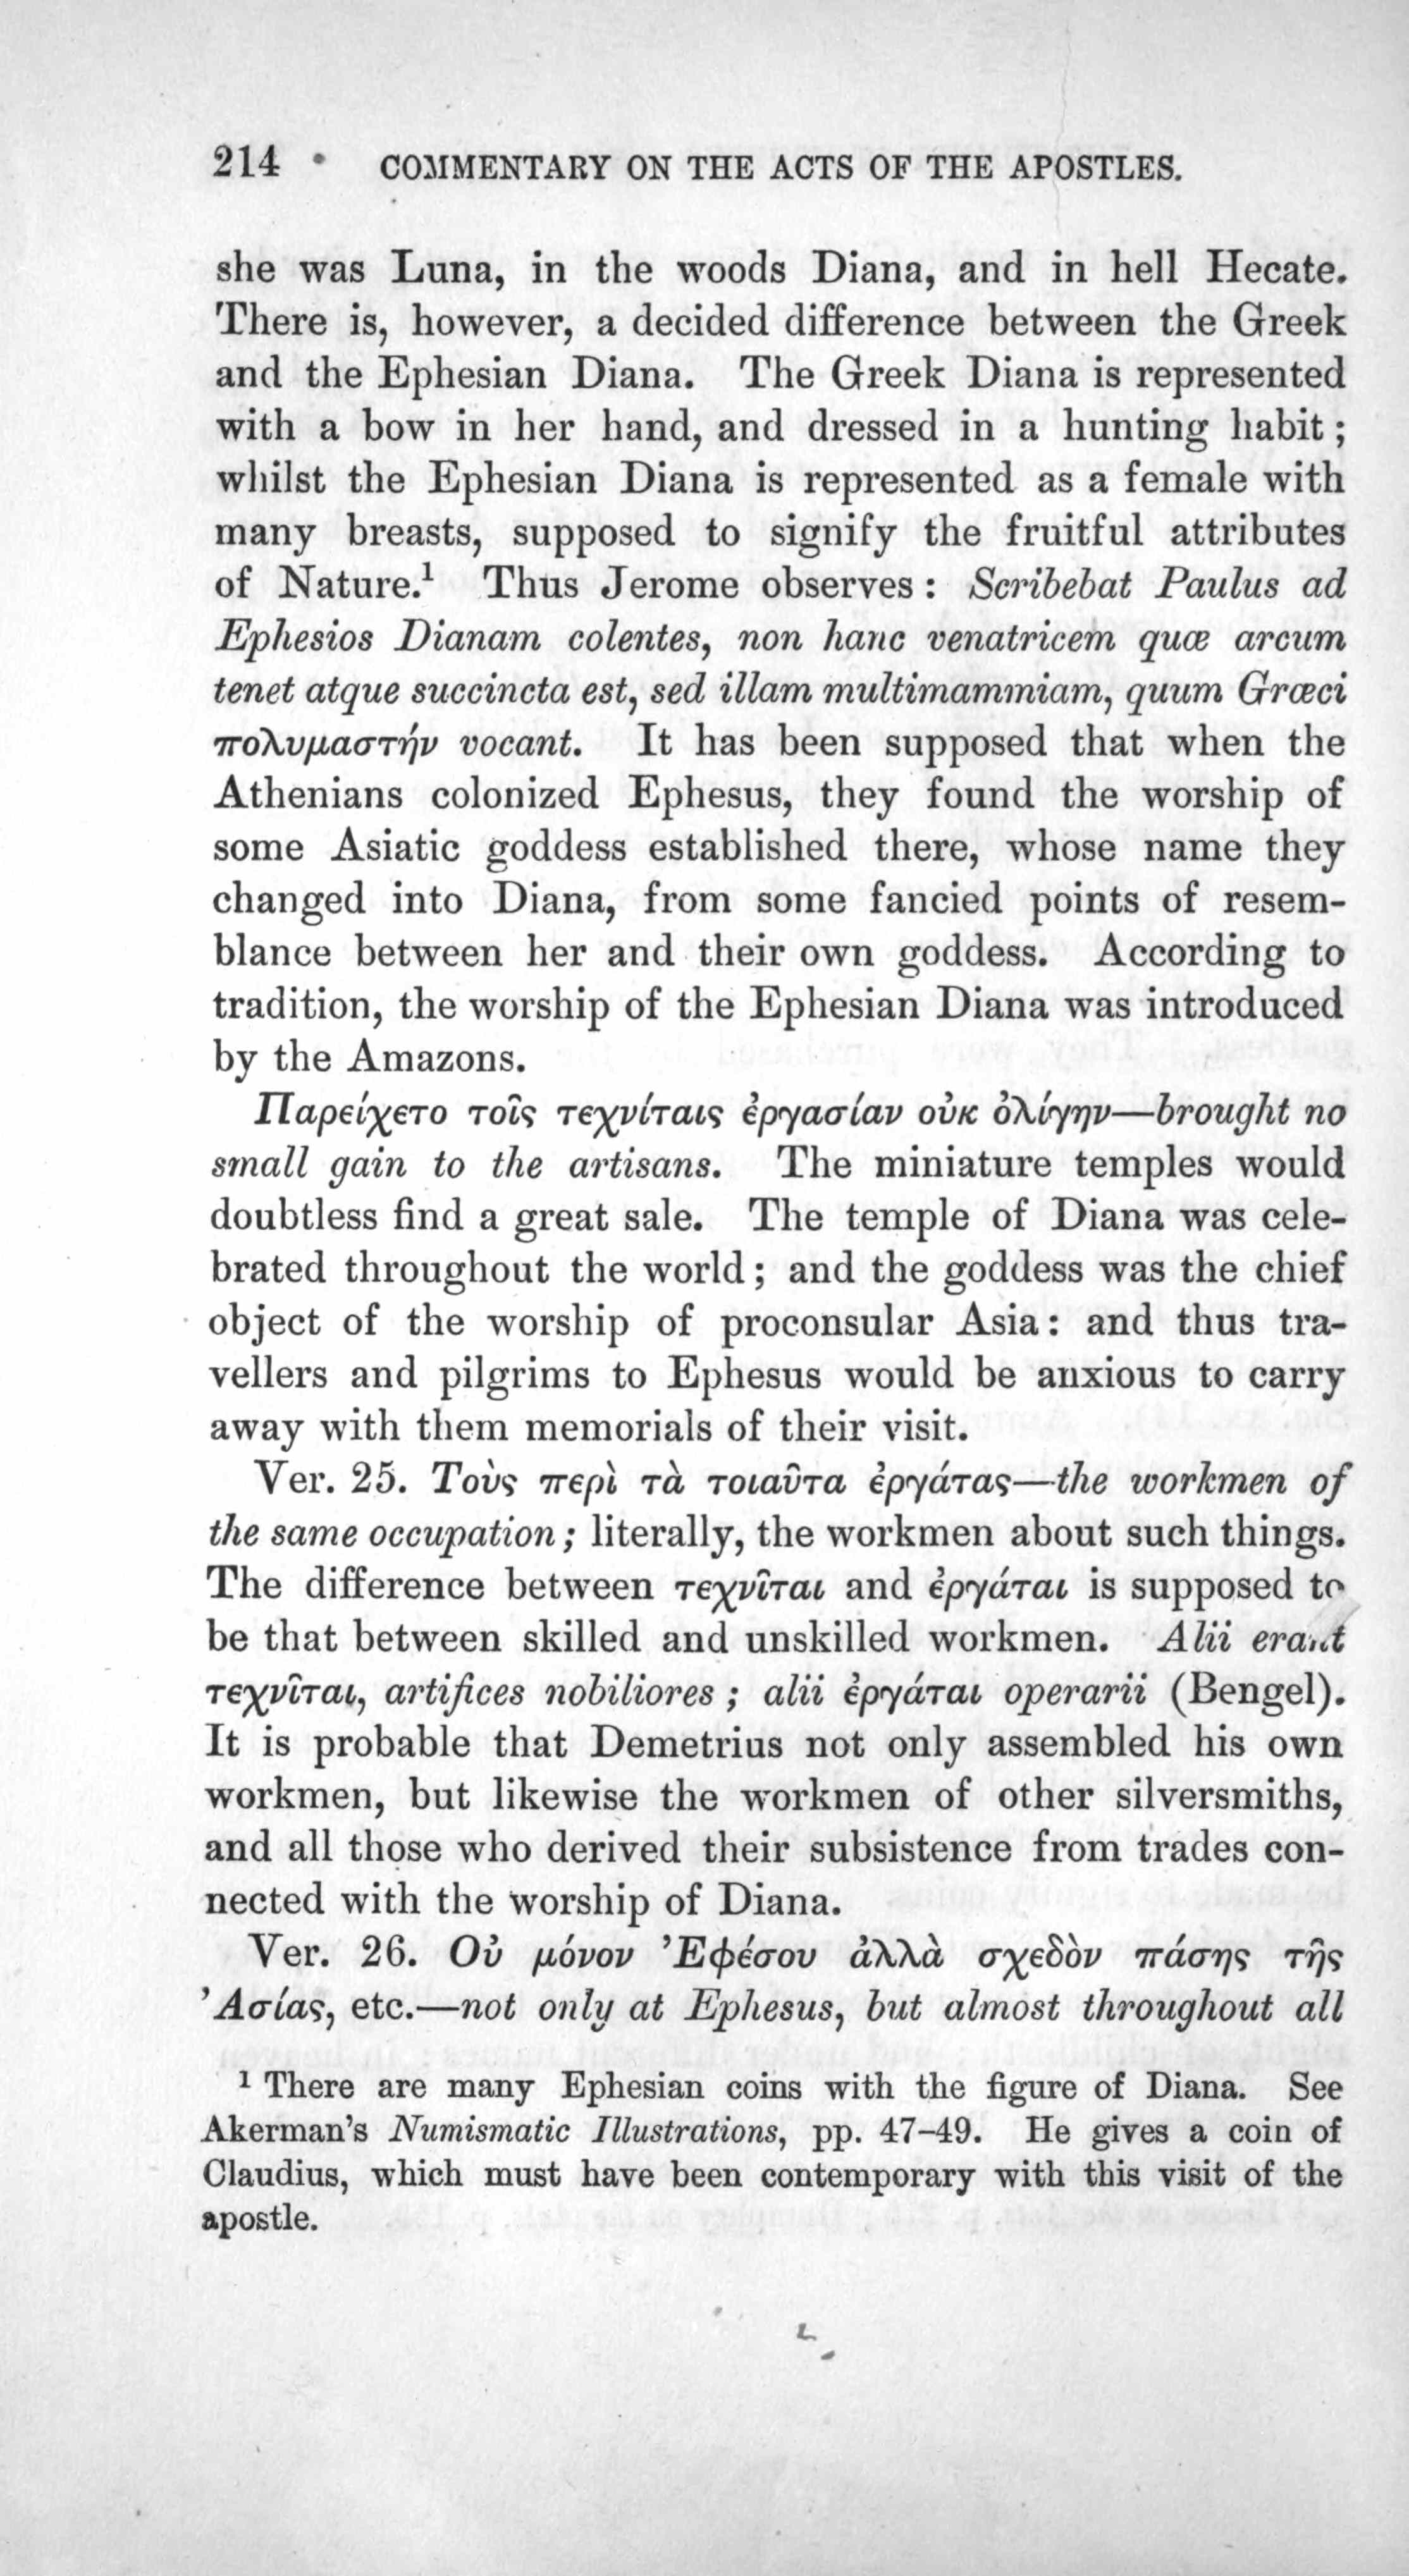 214 COMMENTARY ON THE ACTS OF THE APOSTLES.
she was Luna, in the woods Diana, and in hell Hecate.
There is, however, a decided difference between the Greek
and the Ephesian Diana. The Greek Diana is represented
with a bow in her hand, and dressed in a hunting habit;
whilst the Ephesian Diana is represented as a female with
many breasts, supposed to signify the fruitful attributes
of Nature.¹ Thus Jerome observes: Scribebat Paulus ad
Ephesios Dianam colentes, non hanc venatricem quæ arcum
tenet atque succincta est, sed illam multimammiam, quum Græci
πολυμαστήν vocant. It has been supposed that when the
Athenians colonized Ephesus, they found the worship of
some Asiatic goddess established there, whose name they
changed into Diana, from some fancied points of resem-
blance between her and their own goddess. According to
tradition, the worship of the Ephesian Diana was introduced
by the Amazons.
Παρείχετο τοῖς τεχνίταις ἐργασίαν οὐκ ὀλίγην—brought no
small gain to the artisans. The miniature temples would
doubtless find a great sale. The temple of Diana was cele-
brated throughout the world; and the goddess was the chief
object of the worship of proconsular Asia: and thus tra-
vellers and pilgrims to Ephesus would be anxious to carry
away with them memorials of their visit.
Ver. 25. Τοὺς περὶ τὰ τοιαῦτα ἐργάτας—the workmen of
the same occupation; literally, the workmen about such things.
The difference between τεχνῖται and ἐργάται is supposed to
be that between skilled and unskilled workmen. Alii erant
τεχνῖται, artifices nobiliores; alii ἐργάται operarii (Bengel).
It is probable that Demetrius not only assembled his own
workmen, but likewise the workmen of other silversmiths,
and all those who derived their subsistence from trades con-
nected with the worship of Diana.
Ver. 26. Οὐ μόνον Ἐφέσου ἀλλὰ σχεδὸν πάσης τῆς
Ἀσίας, etc.—not only at Ephesus, but almost throughout all
¹ There are many Ephesian coins with the figure of Diana. See
Akerman's Numismatic Illustrations, pp. 47–49. He gives a coin of
Claudius, which must have been contemporary with this visit of the
apostle.